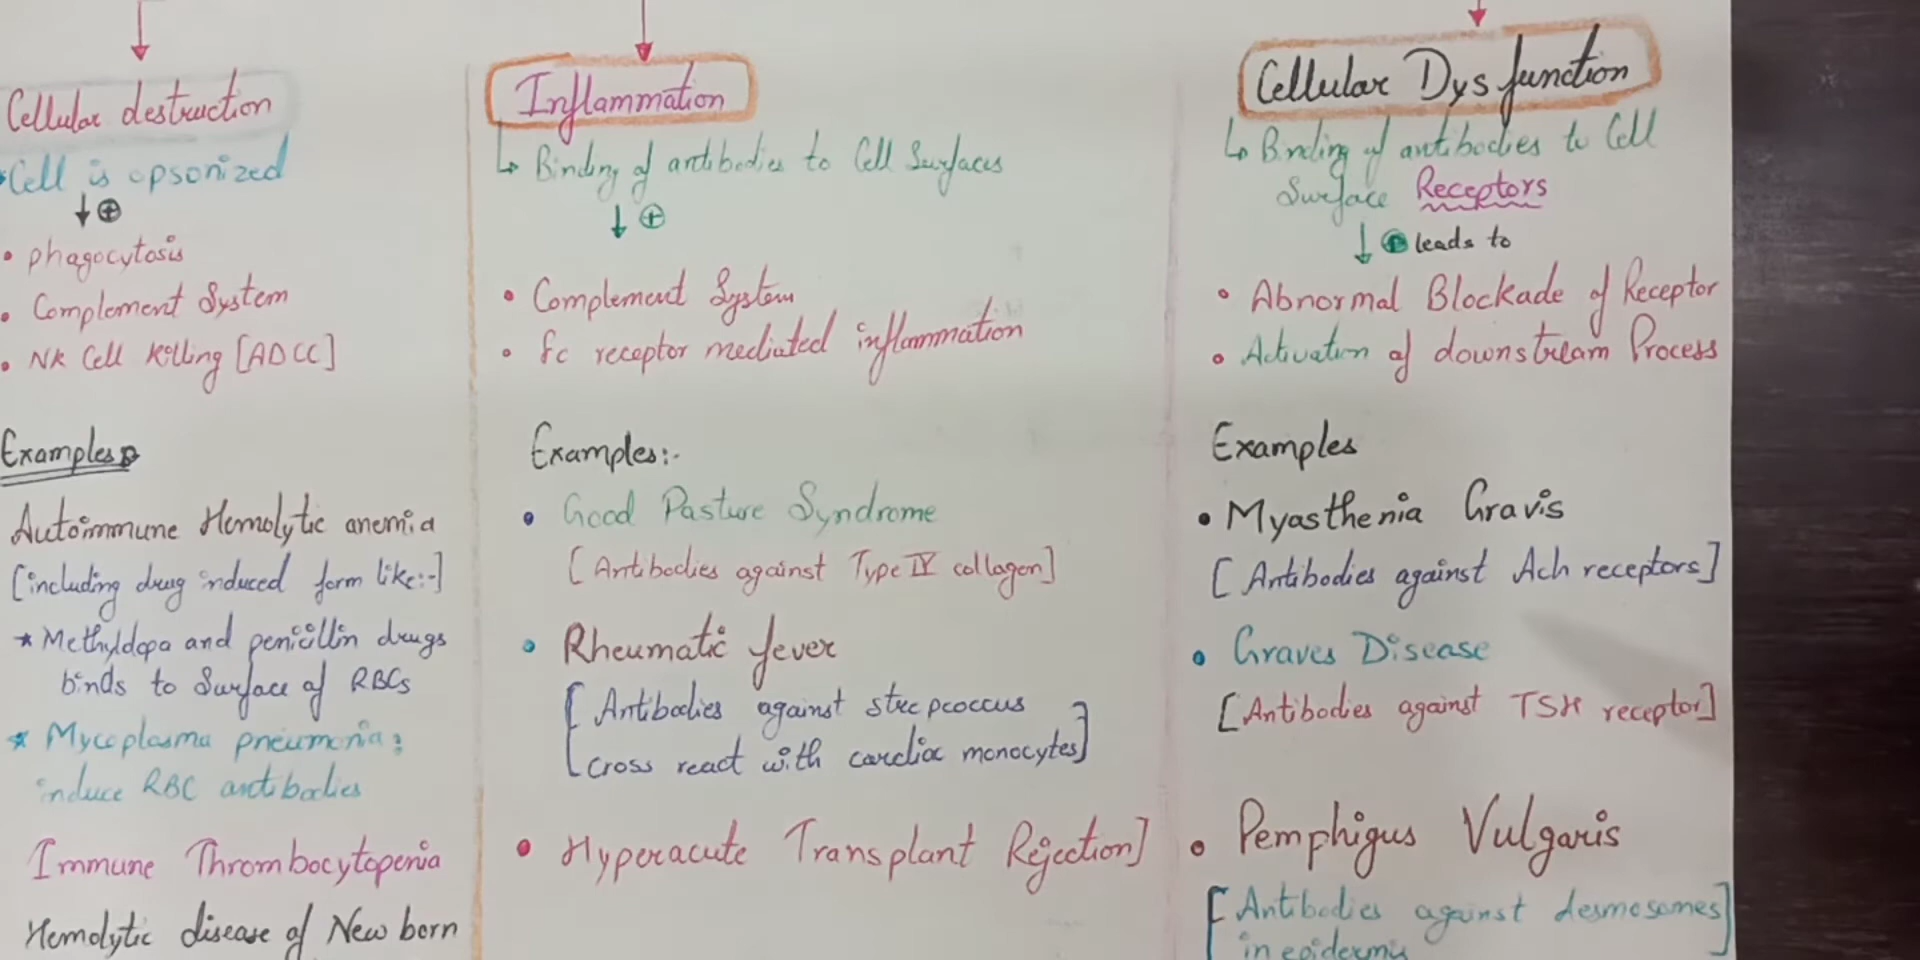 Cellular destruction
Cell is opsonized
• Phagocytosis
• Complement System
• NK Cell Killing [ADCC]
Examples
Autoimmune Hemolytic anemia
[including drug induced form like:-]
* Methyldopa and penicillin drugs
binds to Surface of RBCs
* Mycoplasma pneumonia:
induce RBC antibodies
Immune Thrombocytopenia
Hemolytic disease of New born
Inflammation
↳ Binding of antibodies to Cell Surfaces
↓ ⊕
• Complement System
• Fc receptor mediated inflammation
Examples:-
• Good Pasture Syndrome
[Antibodies against Type IV collagen]
• Rheumatic fever
[Antibodies against strepcoccus
cross react with cardiac monocytes]
• Hyperacute Transplant Rejection]
Cellular Dysfunction
↳ Binding of antibodies to Cell
Surface Receptors
↓ ⊕ leads to
• Abnormal Blockade of Receptor
• Activation of downstream Process
Examples
• Myasthenia Gravis
[Antibodies against Ach receptors]
• Graves Disease
[Antibodies against TSH receptor]
• Pemphigus Vulgaris
[Antibodies against desmosomes]
in epidermis